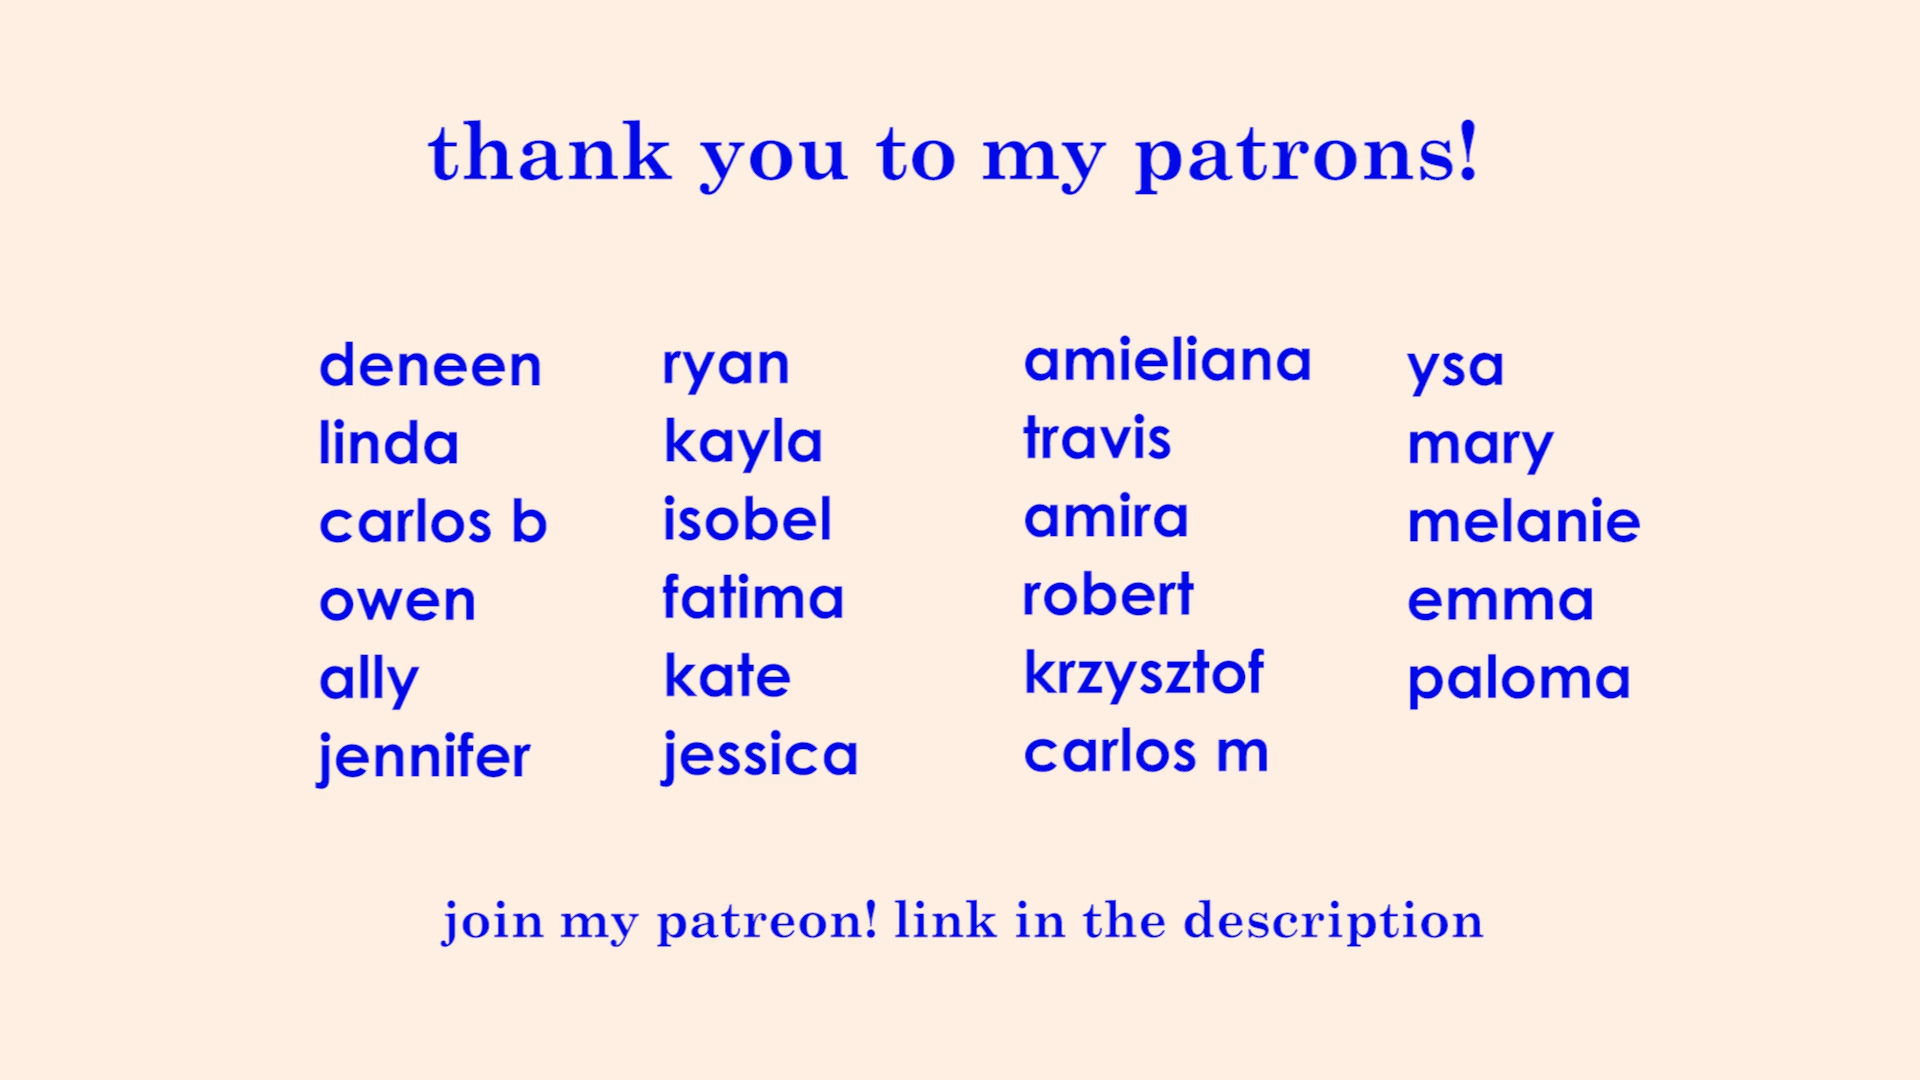 thank you to my patrons!
deneen
linda
carlos b
owen
ally
jennifer
ryan
kayla
isobel
fatima
kate
jessica
amieliana
travis
amira
robert
krzysztof
carlos m
ysa
mary
melanie
emma
paloma
join my patreon! link in the description